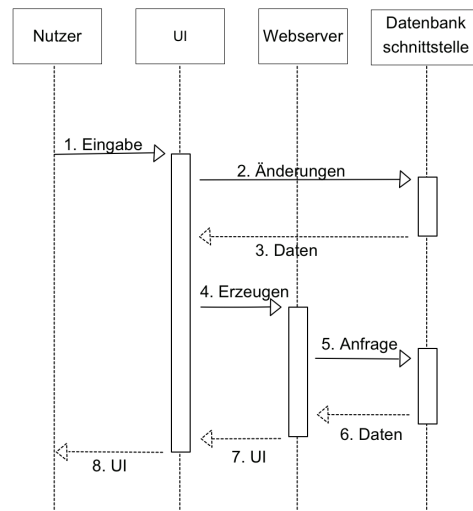 Nutzer
UI
Webserver
Datenbank
schnittstelle
1. Eingabe
2. Änderungen
3. Daten
4. Erzeugen
5. Anfrage
6. Daten
7. UI
8. UI